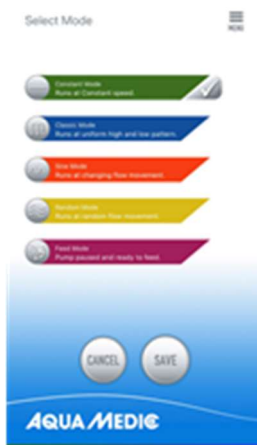 Select Mode
MENU
Constant Mode
Runs at Constant speed.
Classic Mode
Runs at uniform high and low pattern.
Sine Mode
Runs at changing flow movement.
Random Mode
Runs at random flow movement.
Feed Mode
Pump paused and ready to feed.
CANCEL
SAVE
AQUA MEDIC